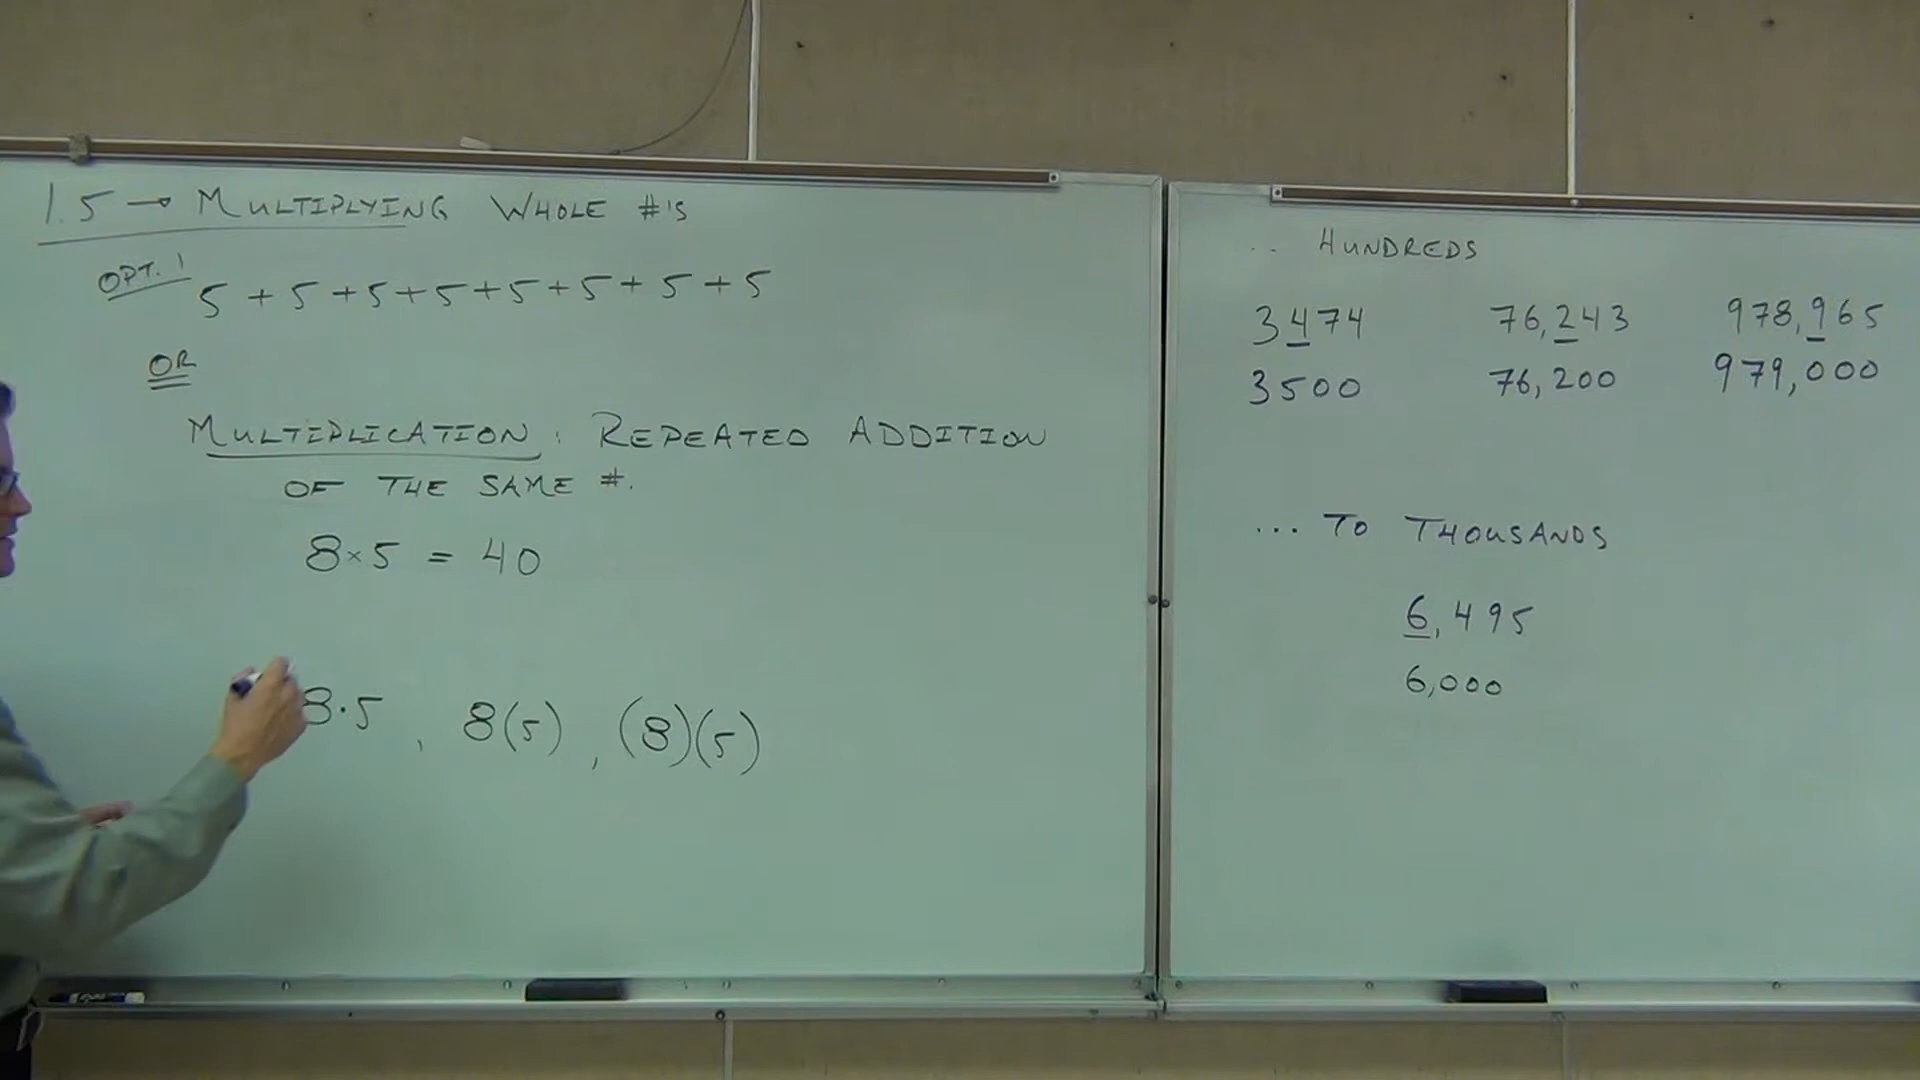 1.5 → MULTIPLYING WHOLE #'S
OPT. 1
5 + 5 + 5 + 5 + 5 + 5 + 5 + 5
OR
MULTIPLICATION: REPEATED ADDITION
OF THE SAME #.
8 × 5 = 40
8 · 5 , 8(5) , (8)(5)
.. HUNDREDS
3474 76,243 978,965
3500 76,200 979,000
... TO THOUSANDS
6,495
6,000